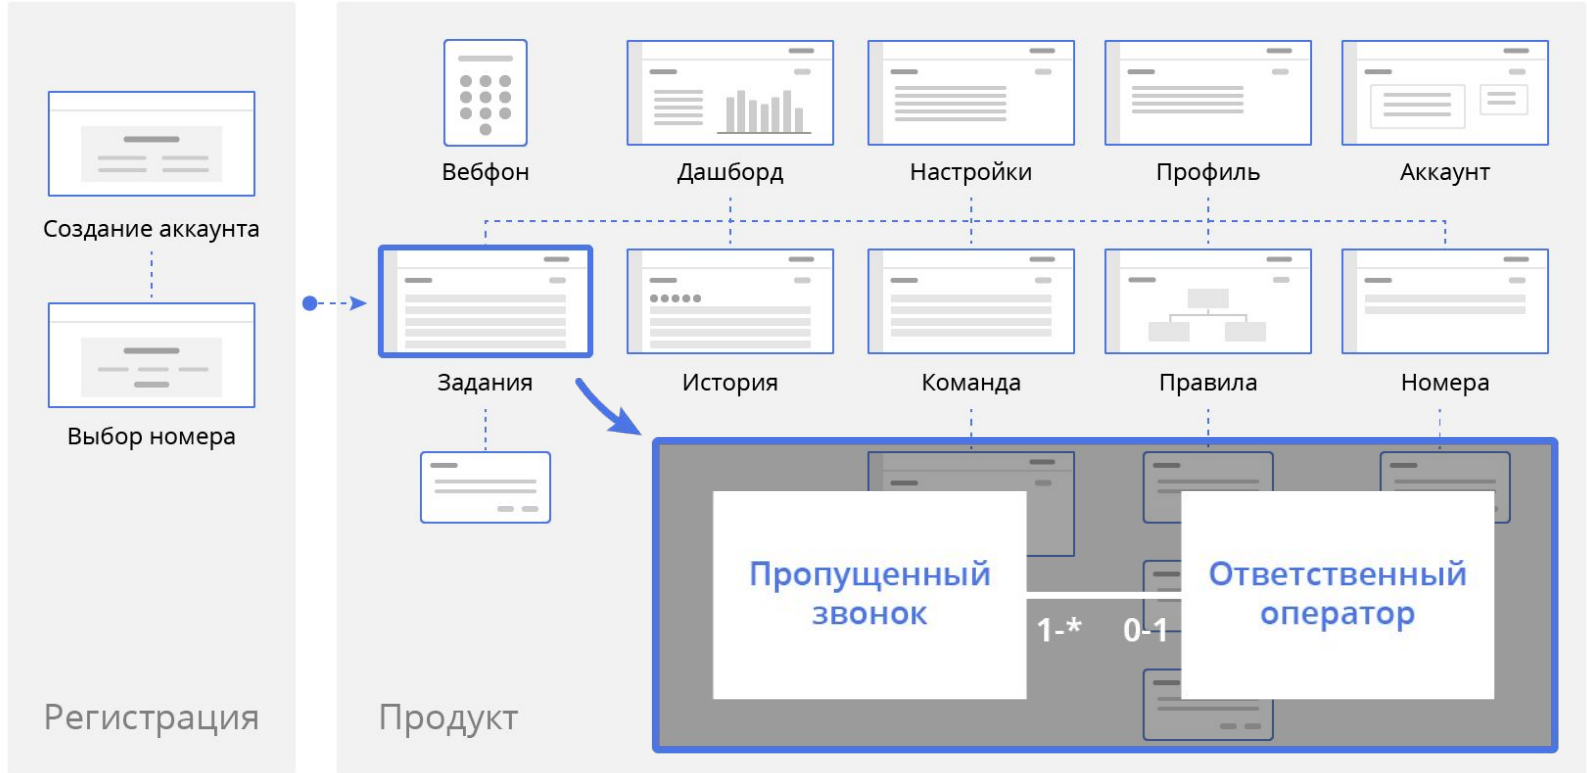 Вебфон
Дашборд
Настройки
Профиль
Аккаунт
Создание аккаунта
Задания
История
Команда
Правила
Номера
Выбор номера
Пропущенный
звонок
1-*
0-1
Ответственный
оператор
Регистрация
Продукт